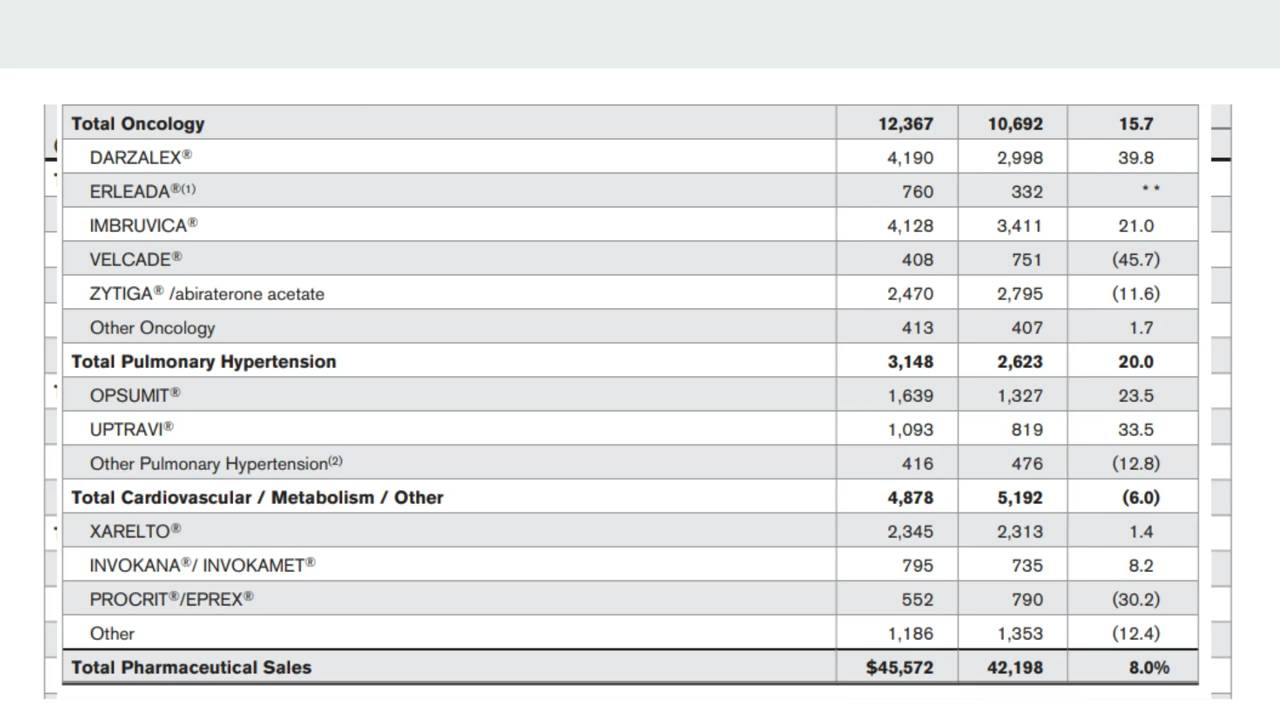 Total Oncology 12,367 10,692 15.7
DARZALEX® 4,190 2,998 39.8
ERLEADA®(1) 760 332 **
IMBRUVICA® 4,128 3,411 21.0
VELCADE® 408 751 (45.7)
ZYTIGA® /abiraterone acetate 2,470 2,795 (11.6)
Other Oncology 413 407 1.7
Total Pulmonary Hypertension 3,148 2,623 20.0
OPSUMIT® 1,639 1,327 23.5
UPTRAVI® 1,093 819 33.5
Other Pulmonary Hypertension(2) 416 476 (12.8)
Total Cardiovascular / Metabolism / Other 4,878 5,192 (6.0)
XARELTO® 2,345 2,313 1.4
INVOKANA®/ INVOKAMET® 795 735 8.2
PROCRIT®/EPREX® 552 790 (30.2)
Other 1,186 1,353 (12.4)
Total Pharmaceutical Sales $45,572 42,198 8.0%